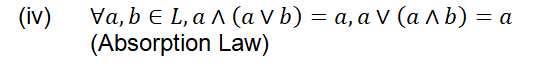 (iv) ∀a, b ∈ L, a ∧ (a ∨ b) = a, a ∨ (a ∧ b) = a
(Absorption Law)